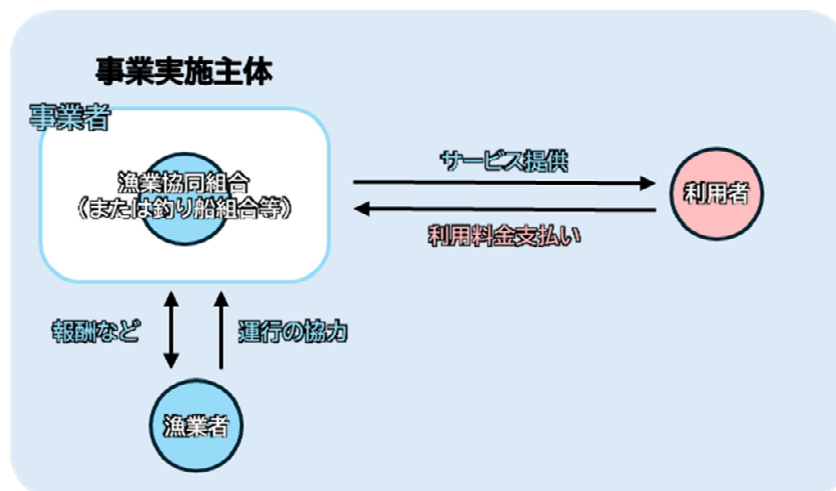 事業実施主体
事業者
漁業協同組合
（または釣り船組合等）
サービス提供
利用者
利用料金支払い
報酬など
運行の協力
漁業者